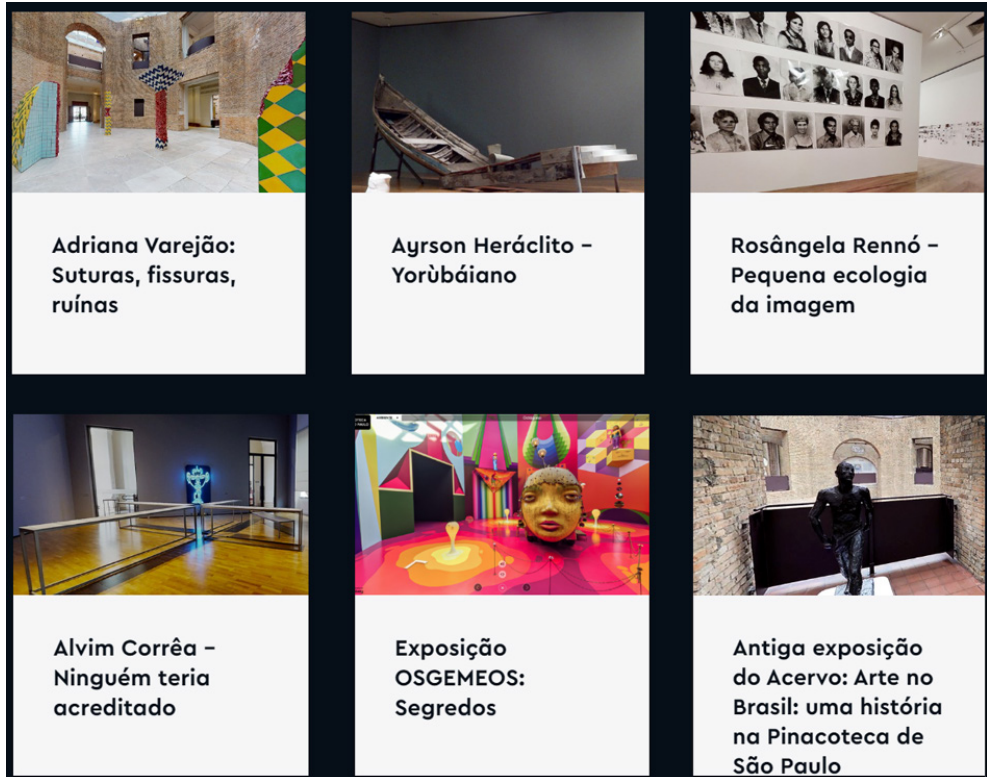 Adriana Varejão:
Suturas, fissuras,
ruínas
Ayrson Heráclito –
Yorùbáiano
Rosângela Rennó –
Pequena ecologia
da imagem
Alvim Corrêa –
Ninguém teria
acreditado
Exposição
OSGEMEOS:
Segredos
Antiga exposição
do Acervo: Arte no
Brasil: uma história
na Pinacoteca de
São Paulo